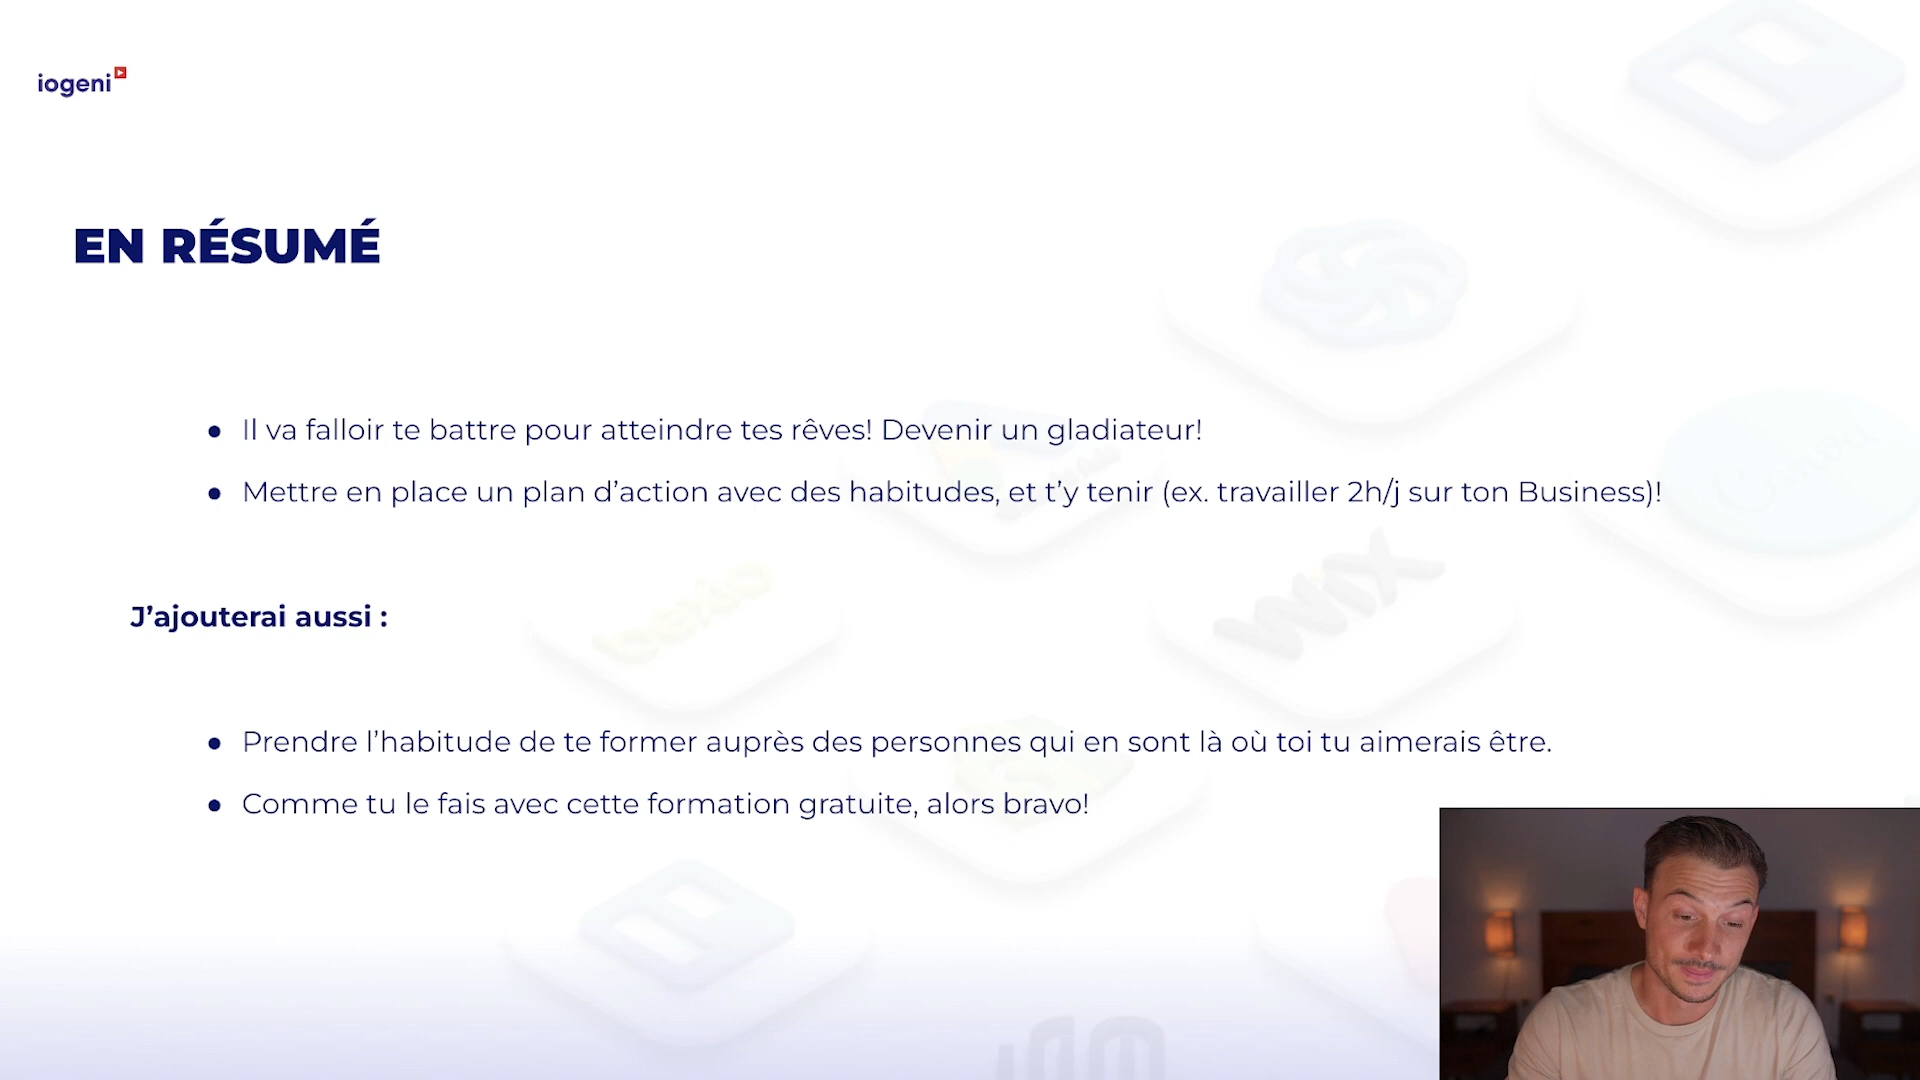 iogeni
EN RÉSUMÉ
● Il va falloir te battre pour atteindre tes rêves! Devenir un gladiateur!
● Mettre en place un plan d’action avec des habitudes, et t’y tenir (ex. travailler 2h/j sur ton Business)!
bexio
WIX
J’ajouterai aussi :
● Prendre l’habitude de te former auprès des personnes qui en sont là où toi tu aimerais être.
● Comme tu le fais avec cette formation gratuite, alors bravo!